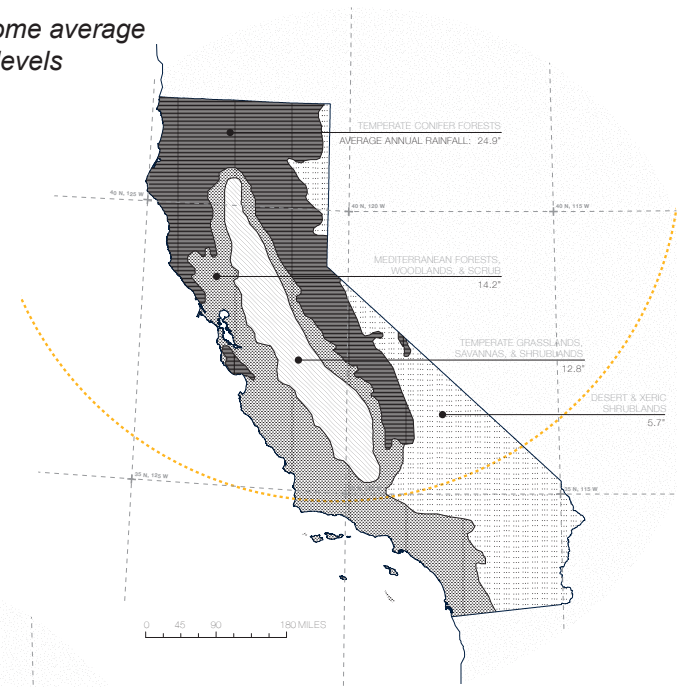 ome average
levels
TEMPERATE CONIFER FORESTS
AVERAGE ANNUAL RAINFALL: 24.9"
40 N, 125 W
40 N, 120 W
40 N, 115 W
MEDITERRANEAN FORESTS,
WOODLANDS, & SCRUB
14.2"
TEMPERATE GRASSLANDS,
SAVANNAS, & SHRUBLANDS
12.8"
DESERT & XERIC
SHRUBLANDS
5.7"
35 N, 125 W
35 N, 115 W
0 45 90 180 MILES